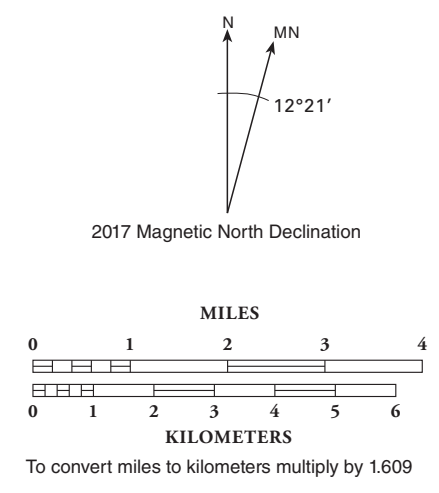 N
MN
12°21′
2017 Magnetic North Declination
MILES
0 1 2 3 4
0 1 2 3 4 5 6
KILOMETERS
To convert miles to kilometers multiply by 1.609